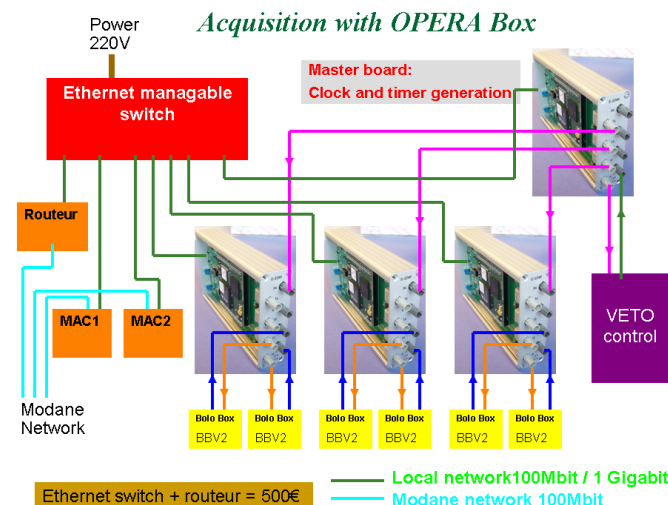 Acquisition with OPERA Box
Power
220V
Master board:
Clock and timer generation
Ethernet managable
switch
Routeur
MAC1
MAC2
VETO
control
Modane
Network
Bolo Box
BBV2
Bolo Box
BBV2
Bolo Box
BBV2
Bolo Box
BBV2
Bolo Box
BBV2
Bolo Box
BBV2
Local network100Mbit / 1 Gigabit
Ethernet switch + routeur = 500€
Modane network 100Mbit